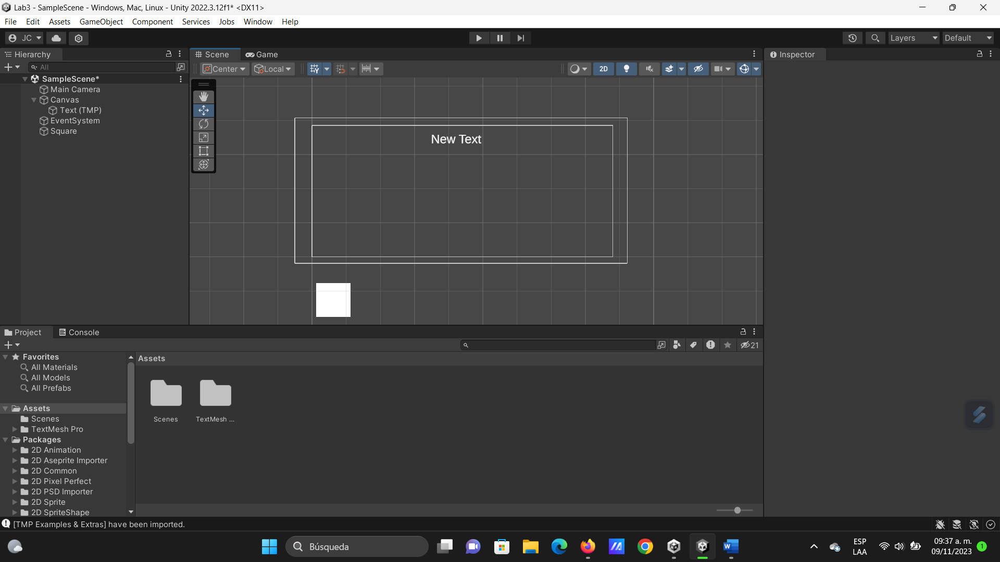 Lab3 - SampleScene - Windows, Mac, Linux - Unity 2022.3.12f1* <DX11>
File Edit Assets GameObject Component Services Jobs Window Help
JC Layers Default
Hierarchy Scene Game Inspector
All Center Local 2D
SampleScene*
Main Camera
Canvas
Text (TMP)
EventSystem
Square
New Text
Project Console
21
Favorites
All Materials
All Models
All Prefabs
Assets
Scenes
TextMesh Pro
Packages
2D Animation
2D Aseprite Importer
2D Common
2D Pixel Perfect
2D PSD Importer
2D Sprite
2D SpriteShape
Assets
Scenes TextMesh ...
[TMP Examples & Extras] have been imported.
Búsqueda
ESP
LAA
09:37 a. m.
09/11/2023
1